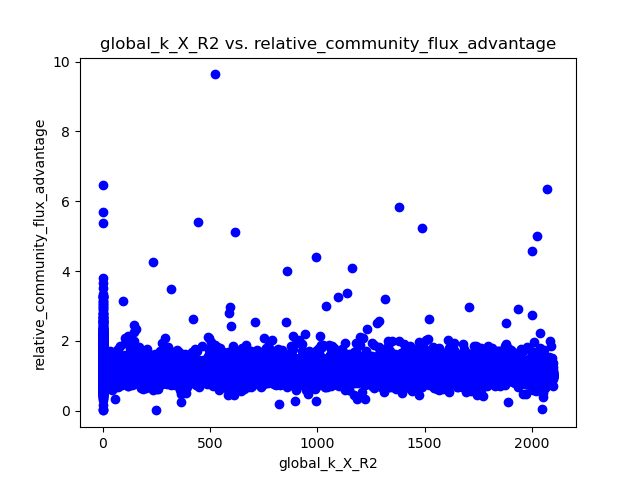 global_k_X_R2 vs. relative_community_flux_advantage
relative_community_flux_advantage
10
8
6
4
2
0
0 500 1000 1500 2000
global_k_X_R2